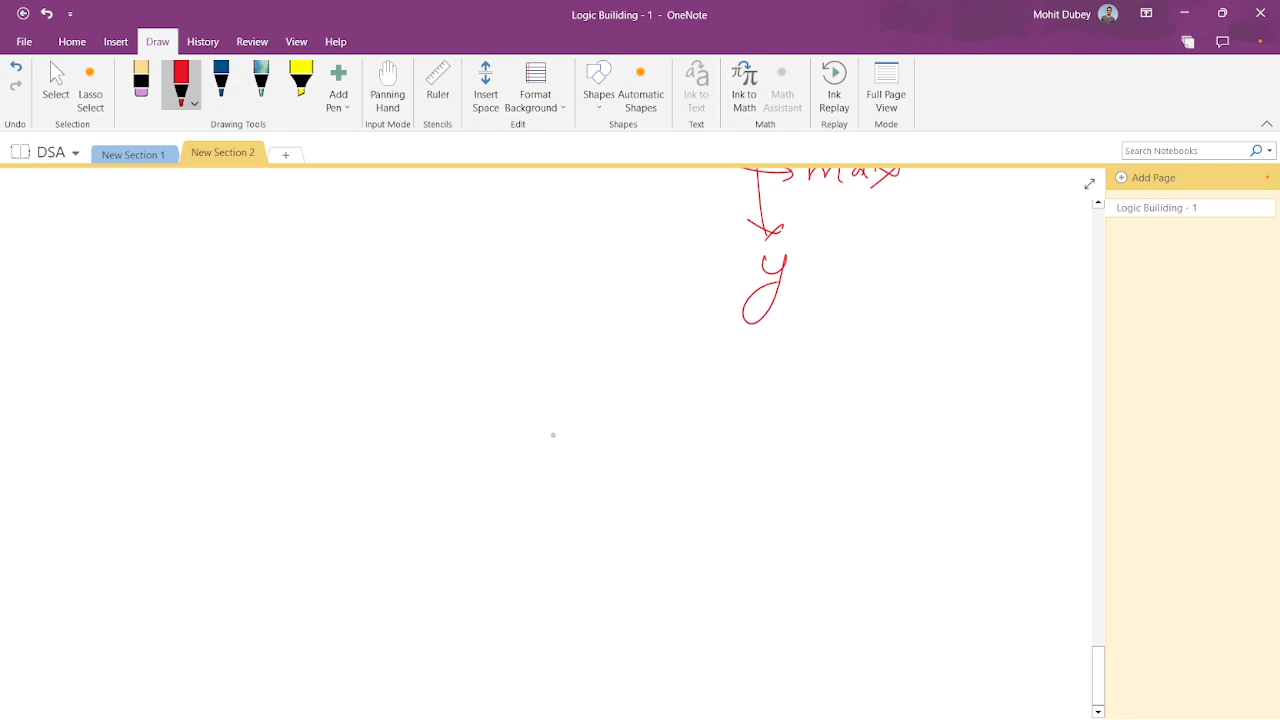 Logic Building - 1 - OneNote
Mohit Dubey
File Home Insert Draw History Review View Help
Undo
Select
Lasso Select
Add Pen
Panning Hand
Ruler
Insert Space
Format Background
Shapes
Automatic Shapes
Ink to Text
Ink to Math
Math Assistant
Ink Replay
Full Page View
Selection
Drawing Tools
Input Mode
Stencils
Edit
Shapes
Text
Math
Replay
Mode
DSA New Section 1 New Section 2 +
Search Notebooks
Add Page
Logic Builiding - 1
max
y